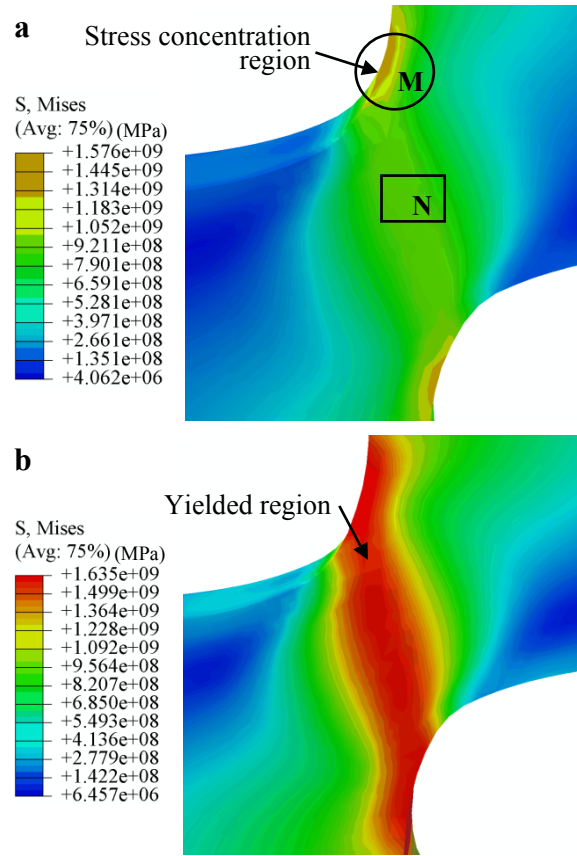 a
Stress concentration
region
M
S, Mises
(Avg: 75%) (MPa)
+1.576e+09
+1.445e+09
+1.314e+09
+1.183e+09
+1.052e+09
+9.211e+08
+7.901e+08
+6.591e+08
+5.281e+08
+3.971e+08
+2.661e+08
+1.351e+08
+4.062e+06
N
b
Yielded region
S, Mises
(Avg: 75%) (MPa)
+1.635e+09
+1.499e+09
+1.364e+09
+1.228e+09
+1.092e+09
+9.564e+08
+8.207e+08
+6.850e+08
+5.493e+08
+4.136e+08
+2.779e+08
+1.422e+08
+6.457e+06